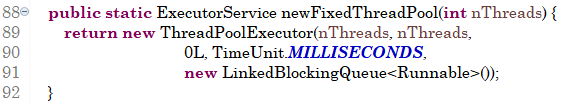 88 public static ExecutorService newFixedThreadPool(int nThreads) {
89 return new ThreadPoolExecutor(nThreads, nThreads,
90 0L, TimeUnit.MILLISECONDS,
91 new LinkedBlockingQueue<Runnable>());
92 }